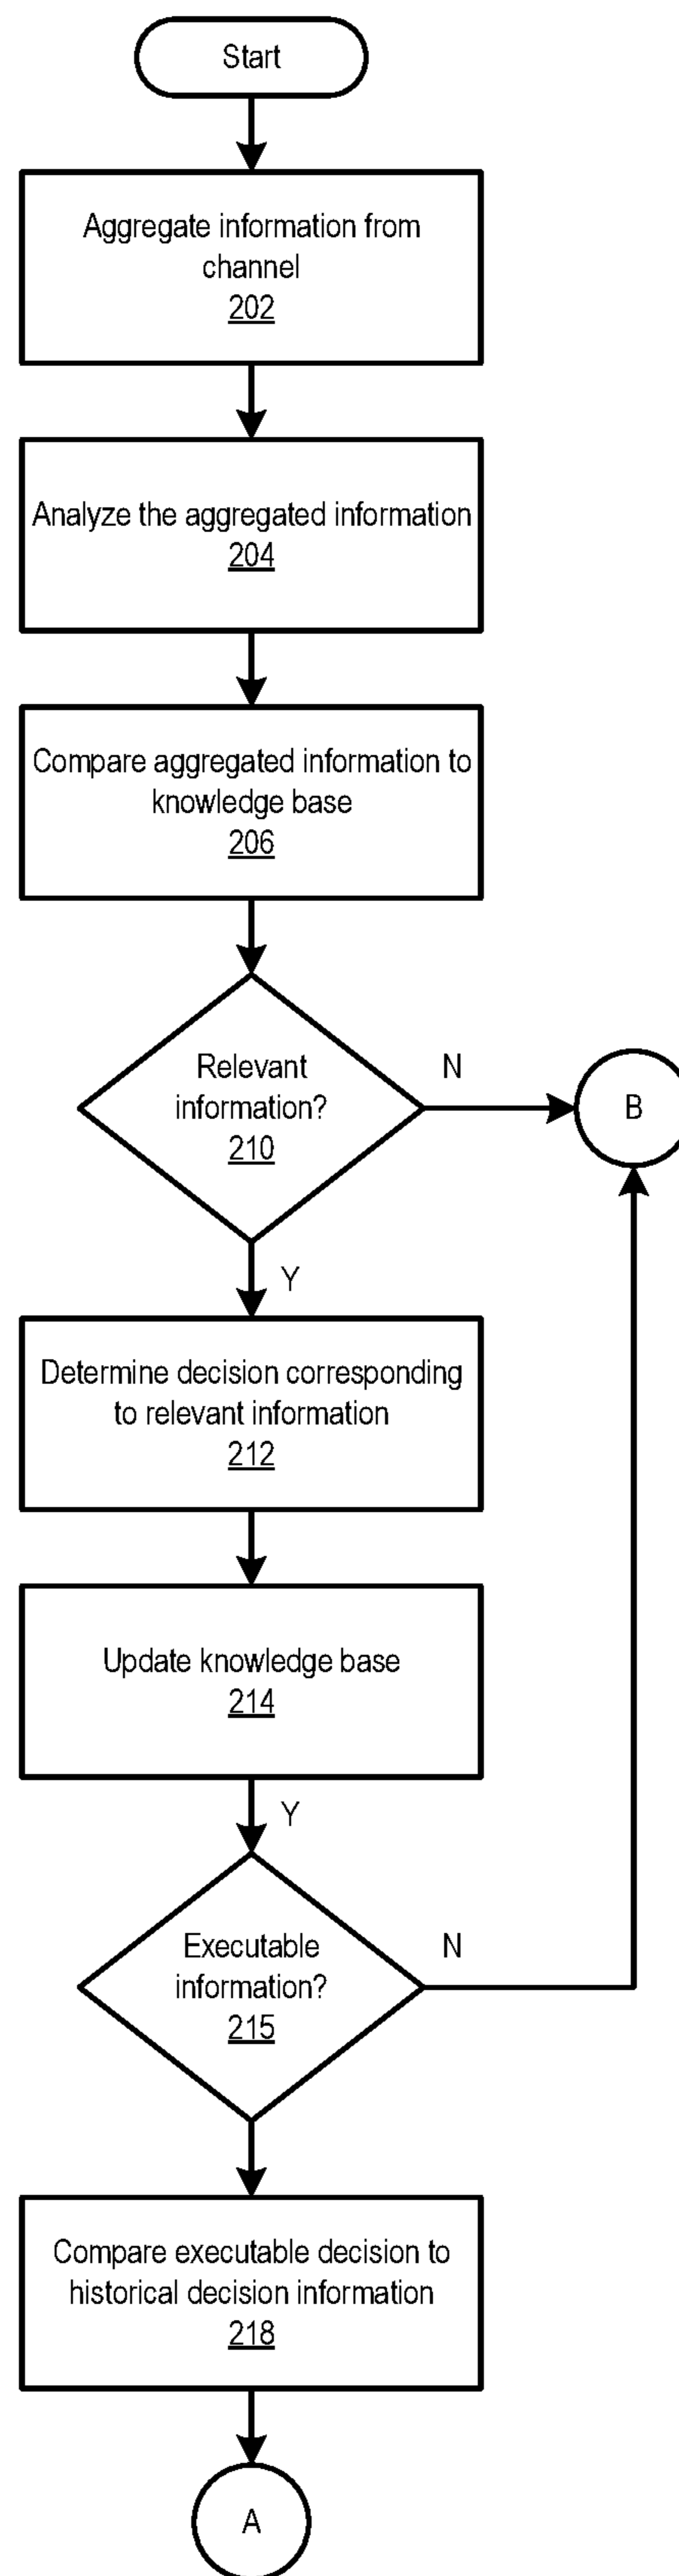 Start
Aggregate information from
channel
202
Analyze the aggregated information
204
Compare aggregated information to
knowledge base
206
Relevant
information?
210
N
B
Y
Determine decision corresponding
to relevant information
212
Update knowledge base
214
Y
Executable
information?
215
N
Compare executable decision to
historical decision information
218
A